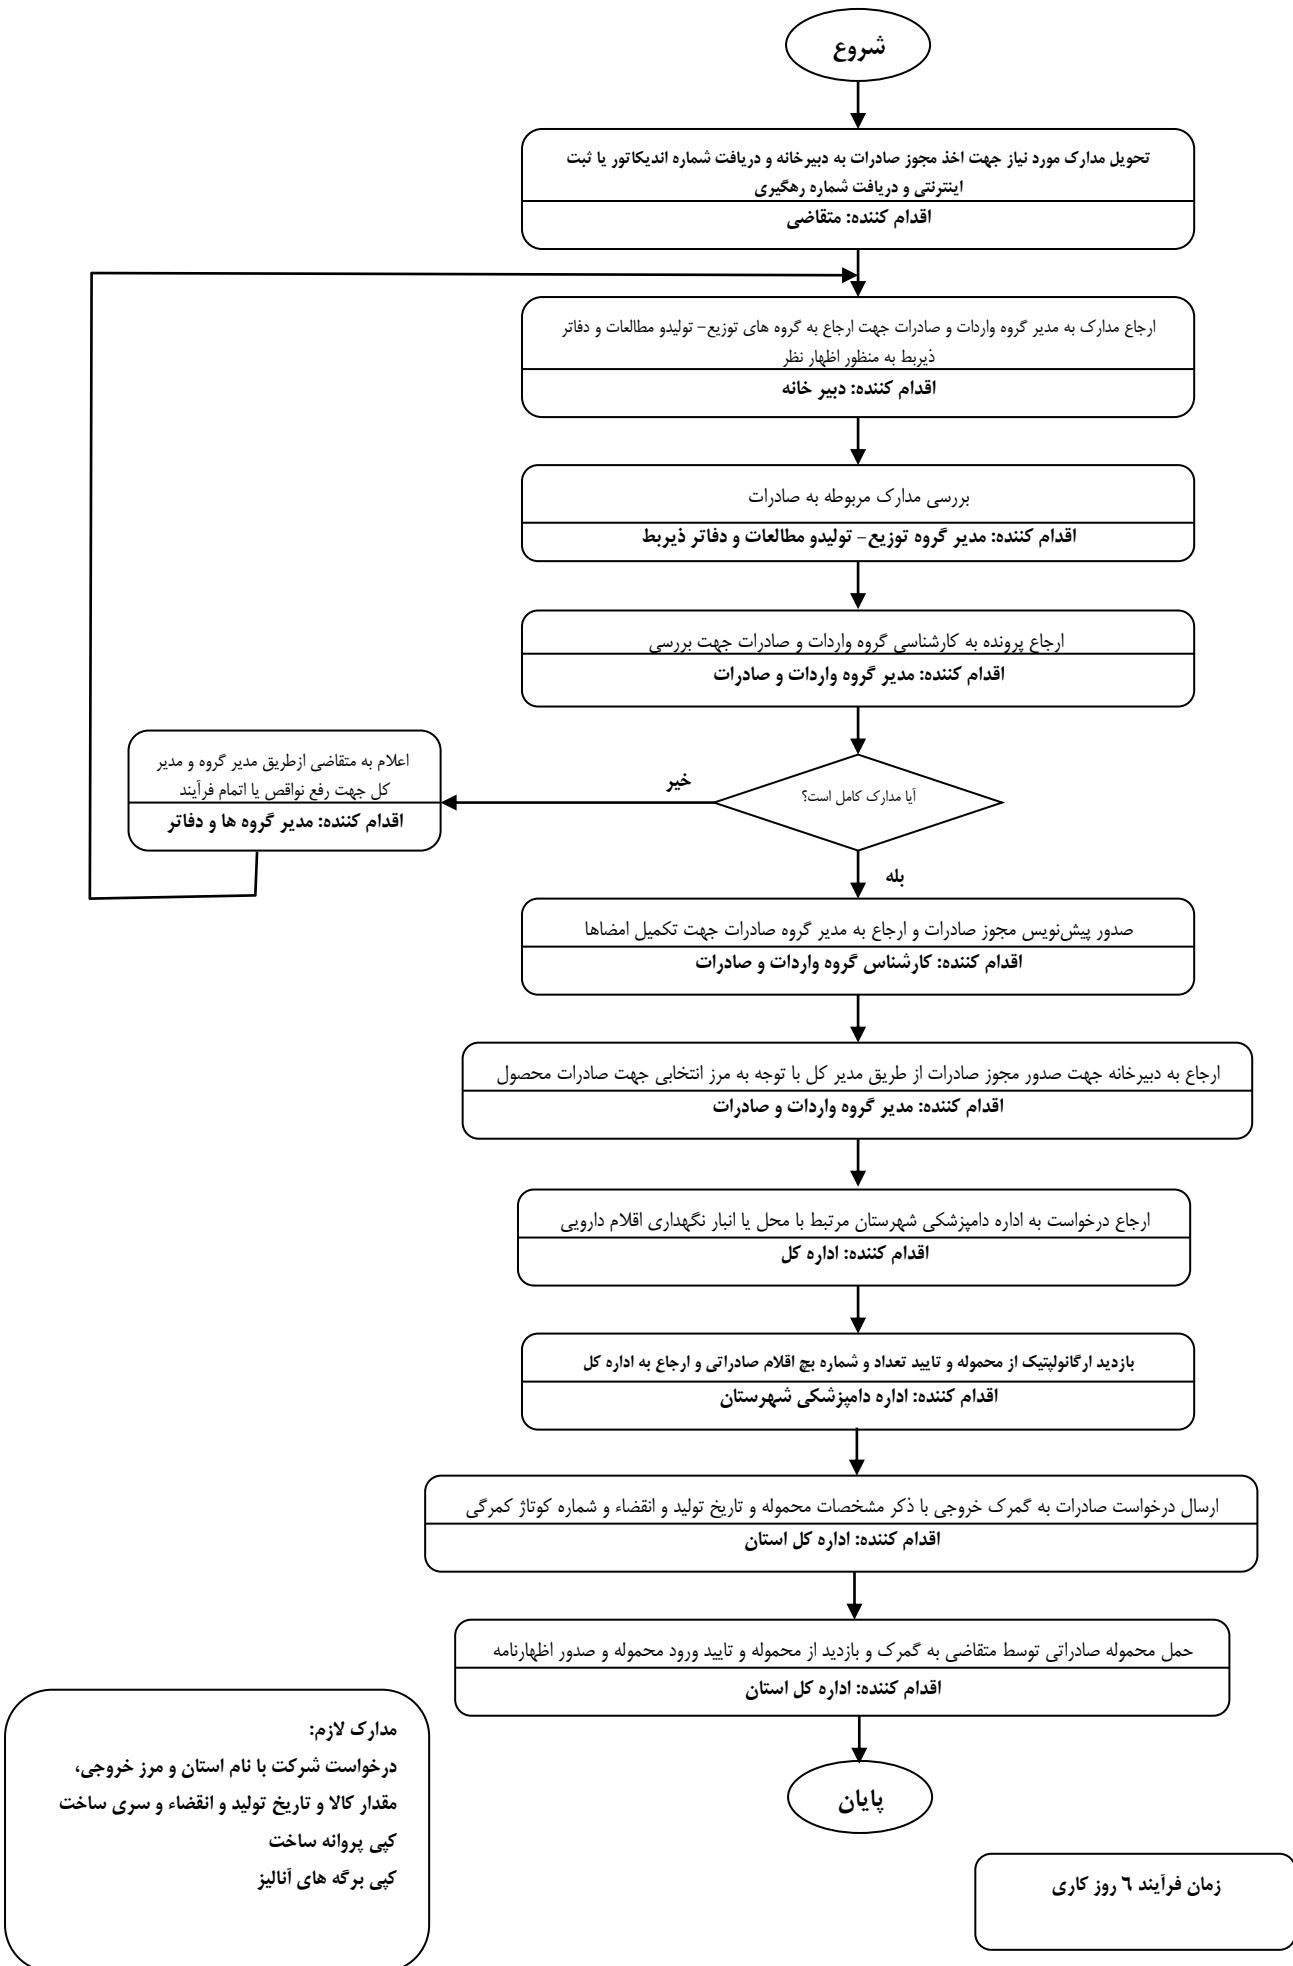 شروع
تحویل مدارک مورد نیاز جهت اخذ مجوز صادرات به دبیرخانه و دریافت شماره اندیکاتور یا ثبت
اینترنتی و دریافت شماره رهگیری
اقدام کننده: متقاضی
ارجاع مدارک به مدیر گروه واردات و صادرات جهت ارجاع به گروه های توزیع- تولیدو مطالعات و دفاتر
ذیربط به منظور اظهار نظر
اقدام کننده: دبیر خانه
بررسی مدارک مربوطه به صادرات
اقدام کننده: مدیر گروه توزیع- تولیدو مطالعات و دفاتر ذیربط
ارجاع پرونده به کارشناسی گروه واردات و صادرات جهت بررسی
اقدام کننده: مدیر گروه واردات و صادرات
آیا مدارک کامل است؟
خیر
اعلام به متقاضی ازطریق مدیر گروه و مدیر
کل جهت رفع نواقص یا اتمام فرآیند
اقدام کننده: مدیر گروه ها و دفاتر
بله
صدور پیش‌نویس مجوز صادرات و ارجاع به مدیر گروه صادرات جهت تکمیل امضاها
اقدام کننده: کارشناس گروه واردات و صادرات
ارجاع به دبیرخانه جهت صدور مجوز صادرات از طریق مدیر کل با توجه به مرز انتخابی جهت صادرات محصول
اقدام کننده: مدیر گروه واردات و صادرات
ارجاع درخواست به اداره دامپزشکی شهرستان مرتبط با محل یا انبار نگهداری اقلام دارویی
اقدام کننده: اداره کل
بازدید ارگانولپتیک از محموله و تایید تعداد و شماره بچ اقلام صادراتی و ارجاع به اداره کل
اقدام کننده: اداره دامپزشکی شهرستان
ارسال درخواست صادرات به گمرک خروجی با ذکر مشخصات محموله و تاریخ تولید و انقضاء و شماره کوتاژ کمرگی
اقدام کننده: اداره کل استان
حمل محموله صادراتی توسط متقاضی به گمرک و بازدید از محموله و تایید ورود محموله و صدور اظهارنامه
اقدام کننده: اداره کل استان
پایان
مدارک لازم:
درخواست شرکت با نام استان و مرز خروجی،
مقدار کالا و تاریخ تولید و انقضاء و سری ساخت
کپی پروانه ساخت
کپی برگه های آنالیز
زمان فرآیند ٦ روز کاری